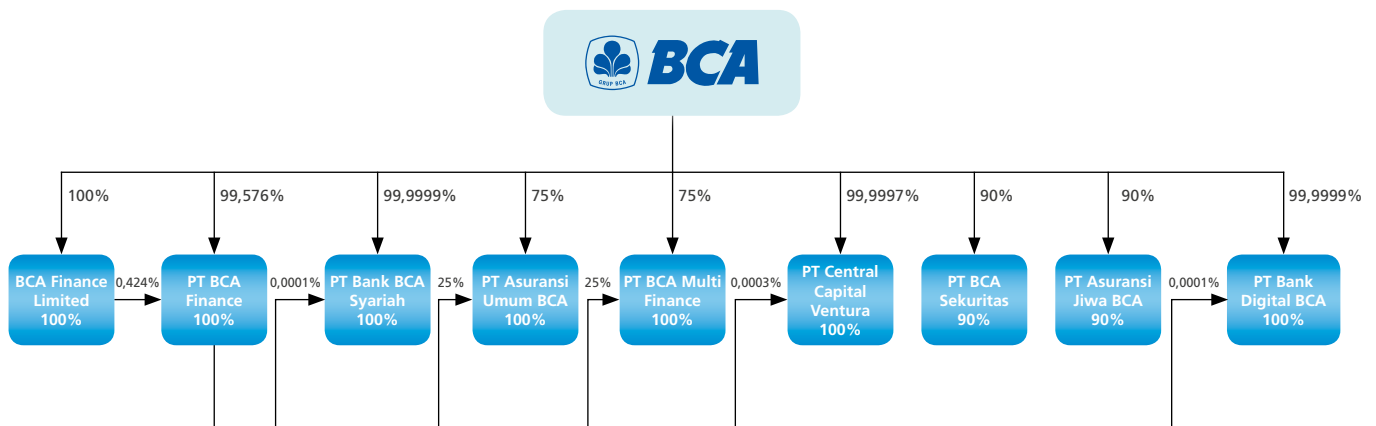 GRUP BCA
BCA
100%
99,576%
99,9999%
75%
75%
99,9997%
90%
90%
99,9999%
BCA Finance
Limited
100%
0,424%
PT BCA
Finance
100%
0,0001%
PT Bank BCA
Syariah
100%
25%
PT Asuransi
Umum BCA
100%
25%
PT BCA Multi
Finance
100%
0,0003%
PT Central
Capital
Ventura
100%
PT BCA
Sekuritas
90%
PT Asuransi
Jiwa BCA
90%
0,0001%
PT Bank
Digital BCA
100%